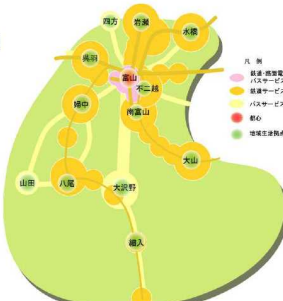 四方
岩瀬
水橋
呉羽
富山
不二越
婦中
南富山
大山
山田
八尾
大沢野
細入
凡 例
鉄道・路面電
バスサービス
鉄道サービス
バスサービス
都心
地域生活拠点